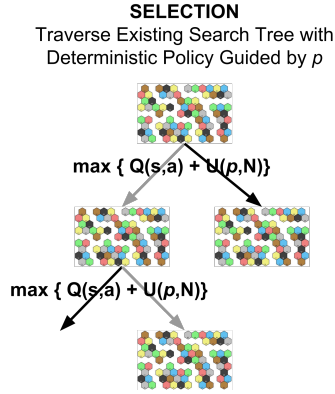 SELECTION
Traverse Existing Search Tree with
Deterministic Policy Guided by p
max { Q(s,a) + U(p,N)}
max { Q(s,a) + U(p,N)}